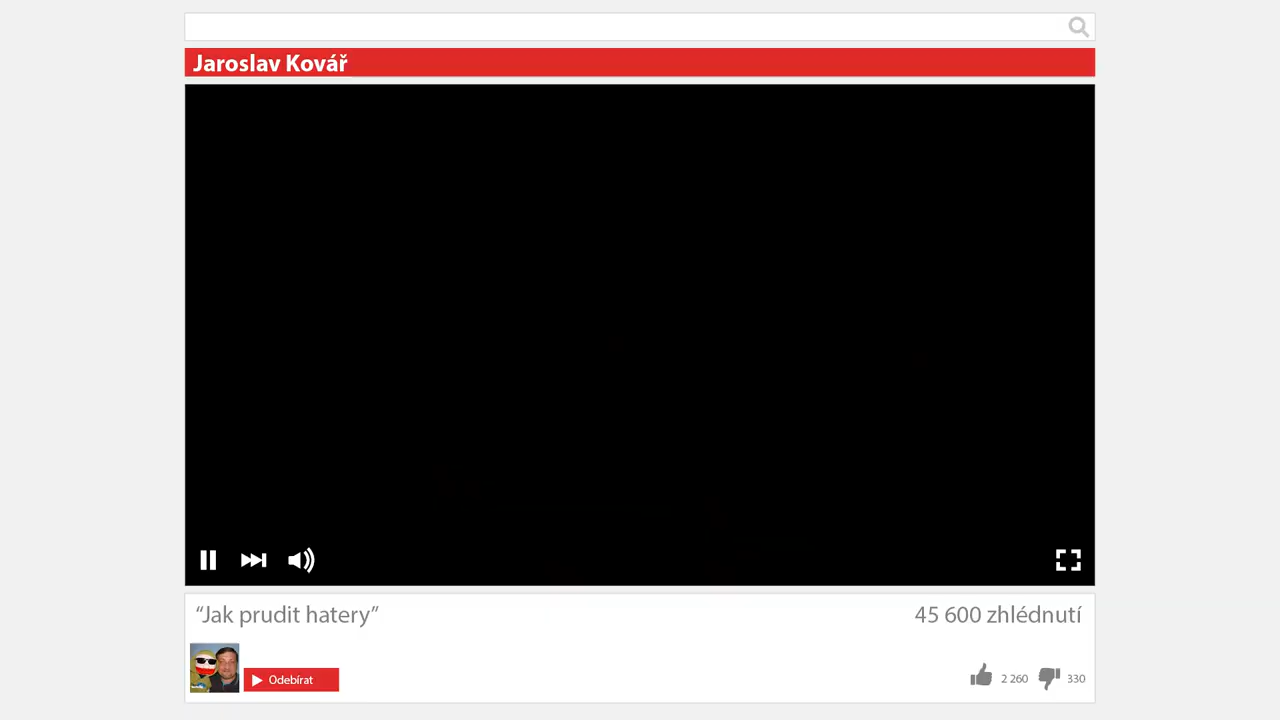 Jaroslav Kovář
“Jak prudit hatery”
45 600 zhlédnutí
Odebírat
2 260
330